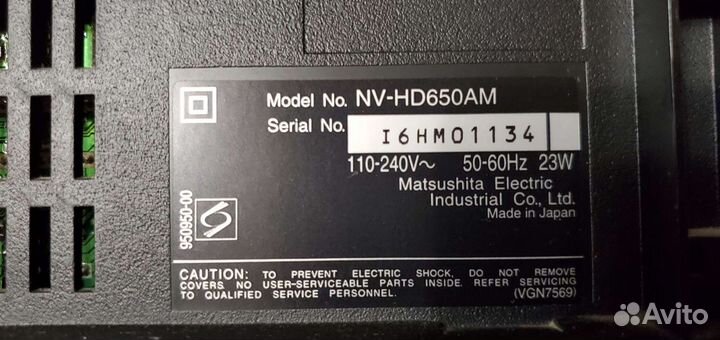 Model No. NV-HD650AM
Serial No. I6HM01134
110-240V~ 50-60Hz 23W
Matsushita Electric
Industrial Co., Ltd.
Made in Japan
950950-00
CAUTION: TO PREVENT ELECTRIC SHOCK, DO NOT REMOVE
COVERS. NO USER-SERVICEABLE PARTS INSIDE. REFER SERVICING
TO QUALIFIED SERVICE PERSONNEL. (VGN7569)
Avito